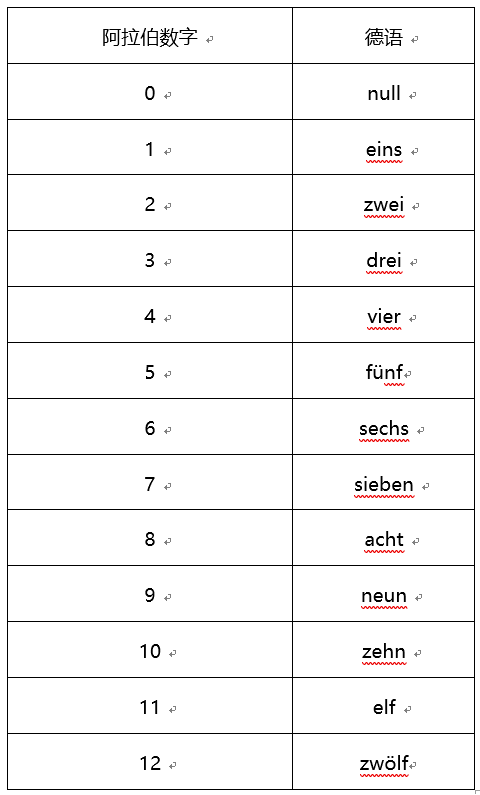 阿拉伯数字 德语
0 null
1 eins
2 zwei
3 drei
4 vier
5 fünf
6 sechs
7 sieben
8 acht
9 neun
10 zehn
11 elf
12 zwölf